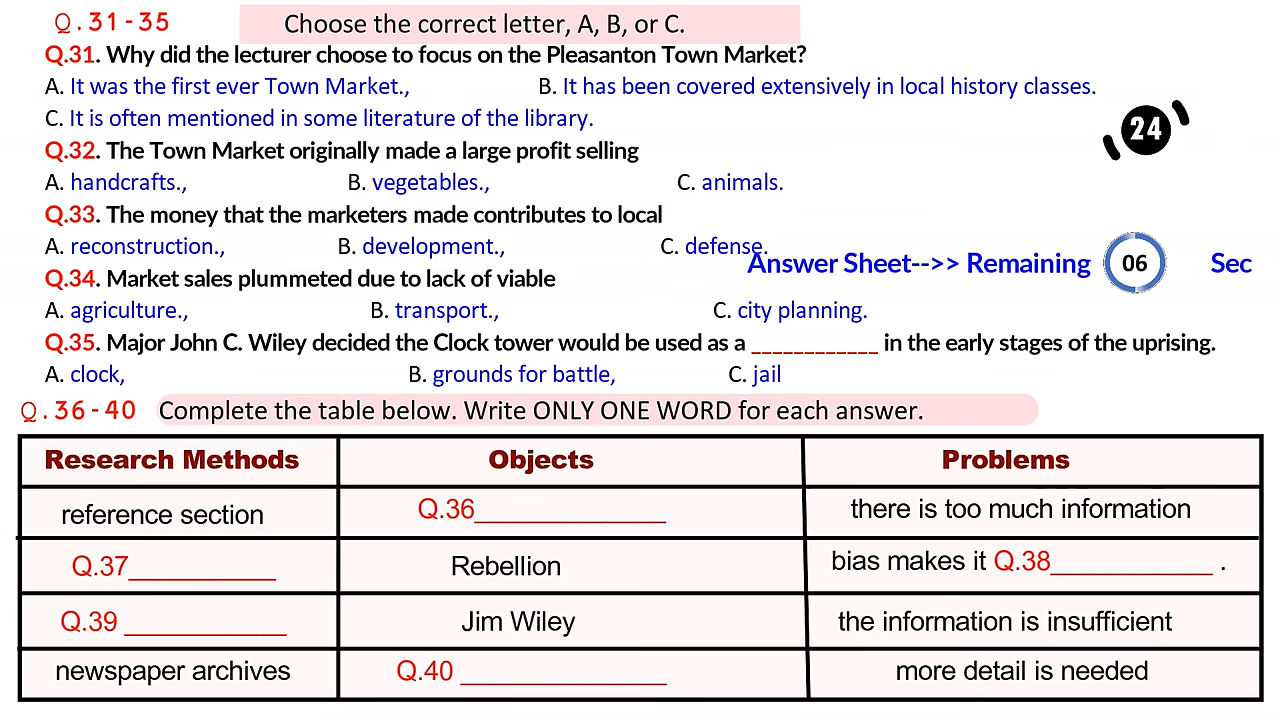 Q.31-35 Choose the correct letter, A, B, or C.
Q.31. Why did the lecturer choose to focus on the Pleasanton Town Market?
A. It was the first ever Town Market., B. It has been covered extensively in local history classes.
C. It is often mentioned in some literature of the library.
24
Q.32. The Town Market originally made a large profit selling
A. handcrafts., B. vegetables., C. animals.
Q.33. The money that the marketers made contributes to local
A. reconstruction., B. development., C. defense.
Answer Sheet-->> Remaining 06 Sec
Q.34. Market sales plummeted due to lack of viable
A. agriculture., B. transport., C. city planning.
Q.35. Major John C. Wiley decided the Clock tower would be used as a ____________ in the early stages of the uprising.
A. clock, B. grounds for battle, C. jail
Q.36-40 Complete the table below. Write ONLY ONE WORD for each answer.
Research Methods Objects Problems
reference section Q.36_____________ there is too much information
Q.37__________ Rebellion bias makes it Q.38___________ .
Q.39 ___________ Jim Wiley the information is insufficient
newspaper archives Q.40 ______________ more detail is needed